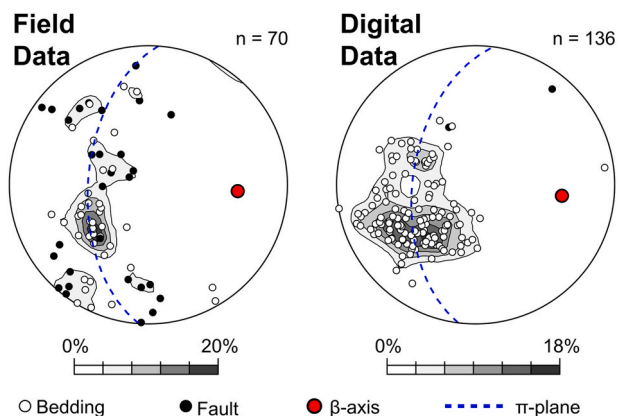 Field
Data
n = 70
Digital
Data
n = 136
0% 20%
0% 18%
Bedding Fault β-axis π-plane